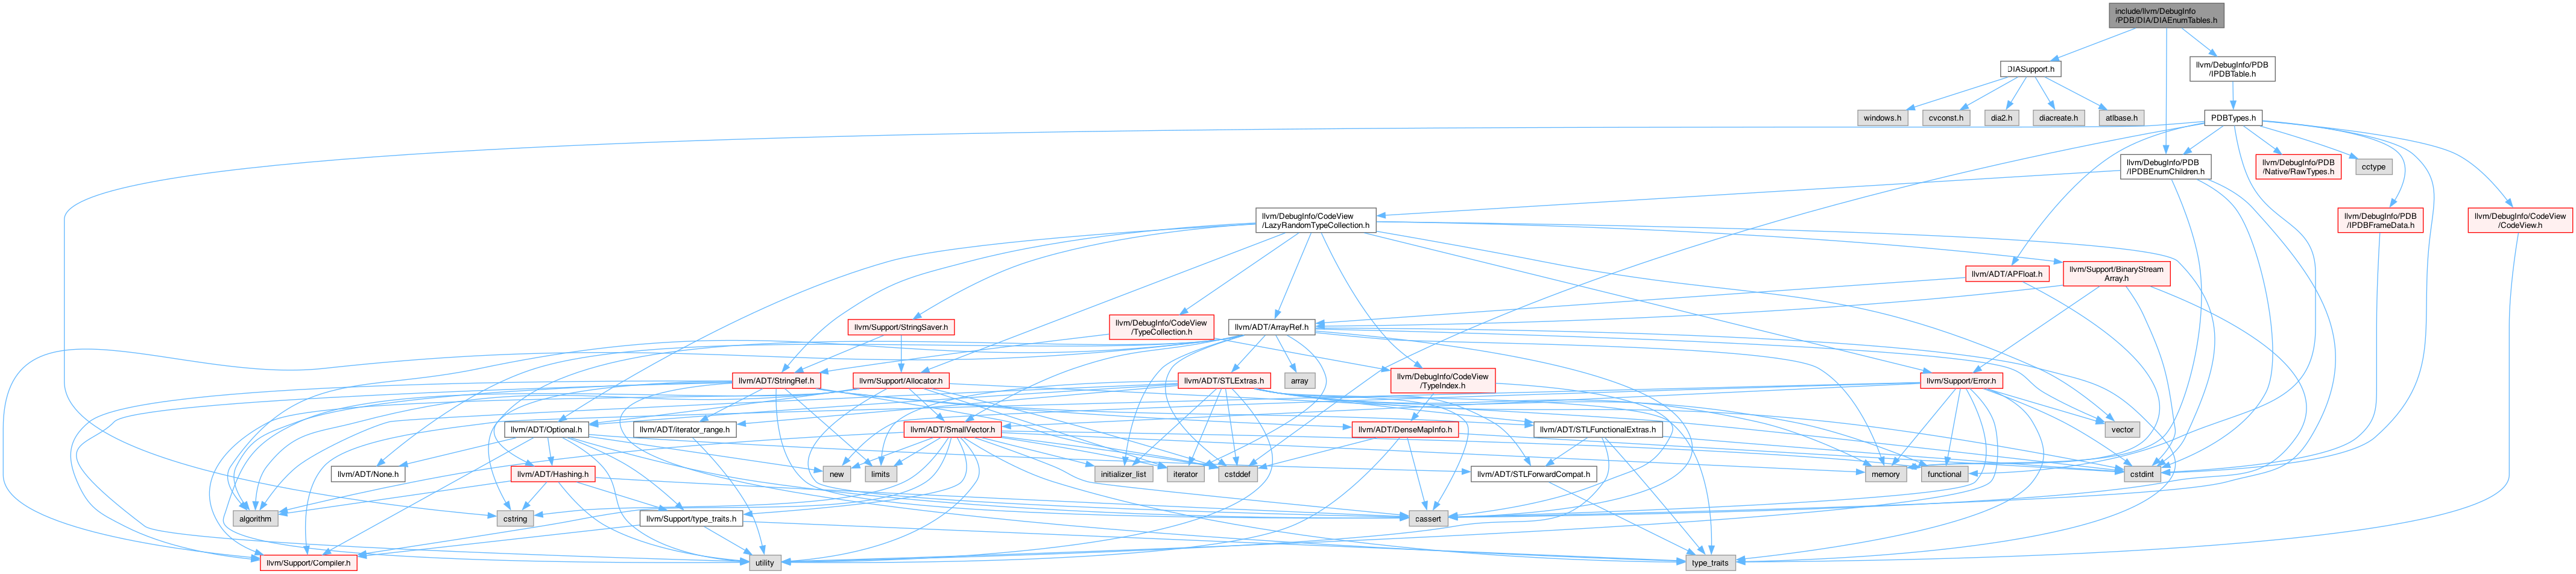 include/llvm/DebugInfo
/PDB/DIA/DIAEnumTables.h
DIASupport.h
llvm/DebugInfo/PDB
/IPDBTable.h
windows.h
cvconst.h
dia2.h
diacreate.h
atlbase.h
PDBTypes.h
llvm/DebugInfo/PDB
/IPDBEnumChildren.h
llvm/DebugInfo/PDB
/Native/RawTypes.h
cctype
llvm/DebugInfo/CodeView
/LazyRandomTypeCollection.h
llvm/DebugInfo/PDB
/IPDBFrameData.h
llvm/DebugInfo/CodeView
/CodeView.h
llvm/ADT/APFloat.h
llvm/Support/BinaryStream
Array.h
llvm/Support/StringSaver.h
llvm/DebugInfo/CodeView
/TypeCollection.h
llvm/ADT/ArrayRef.h
llvm/ADT/StringRef.h
llvm/Support/Allocator.h
llvm/ADT/STLExtras.h
array
llvm/DebugInfo/CodeView
/TypeIndex.h
llvm/Support/Error.h
llvm/ADT/Optional.h
llvm/ADT/iterator_range.h
llvm/ADT/SmallVector.h
llvm/ADT/DenseMapInfo.h
llvm/ADT/STLFunctionalExtras.h
vector
llvm/ADT/None.h
llvm/ADT/Hashing.h
new
limits
initializer_list
iterator
cstddef
llvm/ADT/STLForwardCompat.h
memory
functional
cstdint
algorithm
cstring
llvm/Support/type_traits.h
cassert
llvm/Support/Compiler.h
utility
type_traits